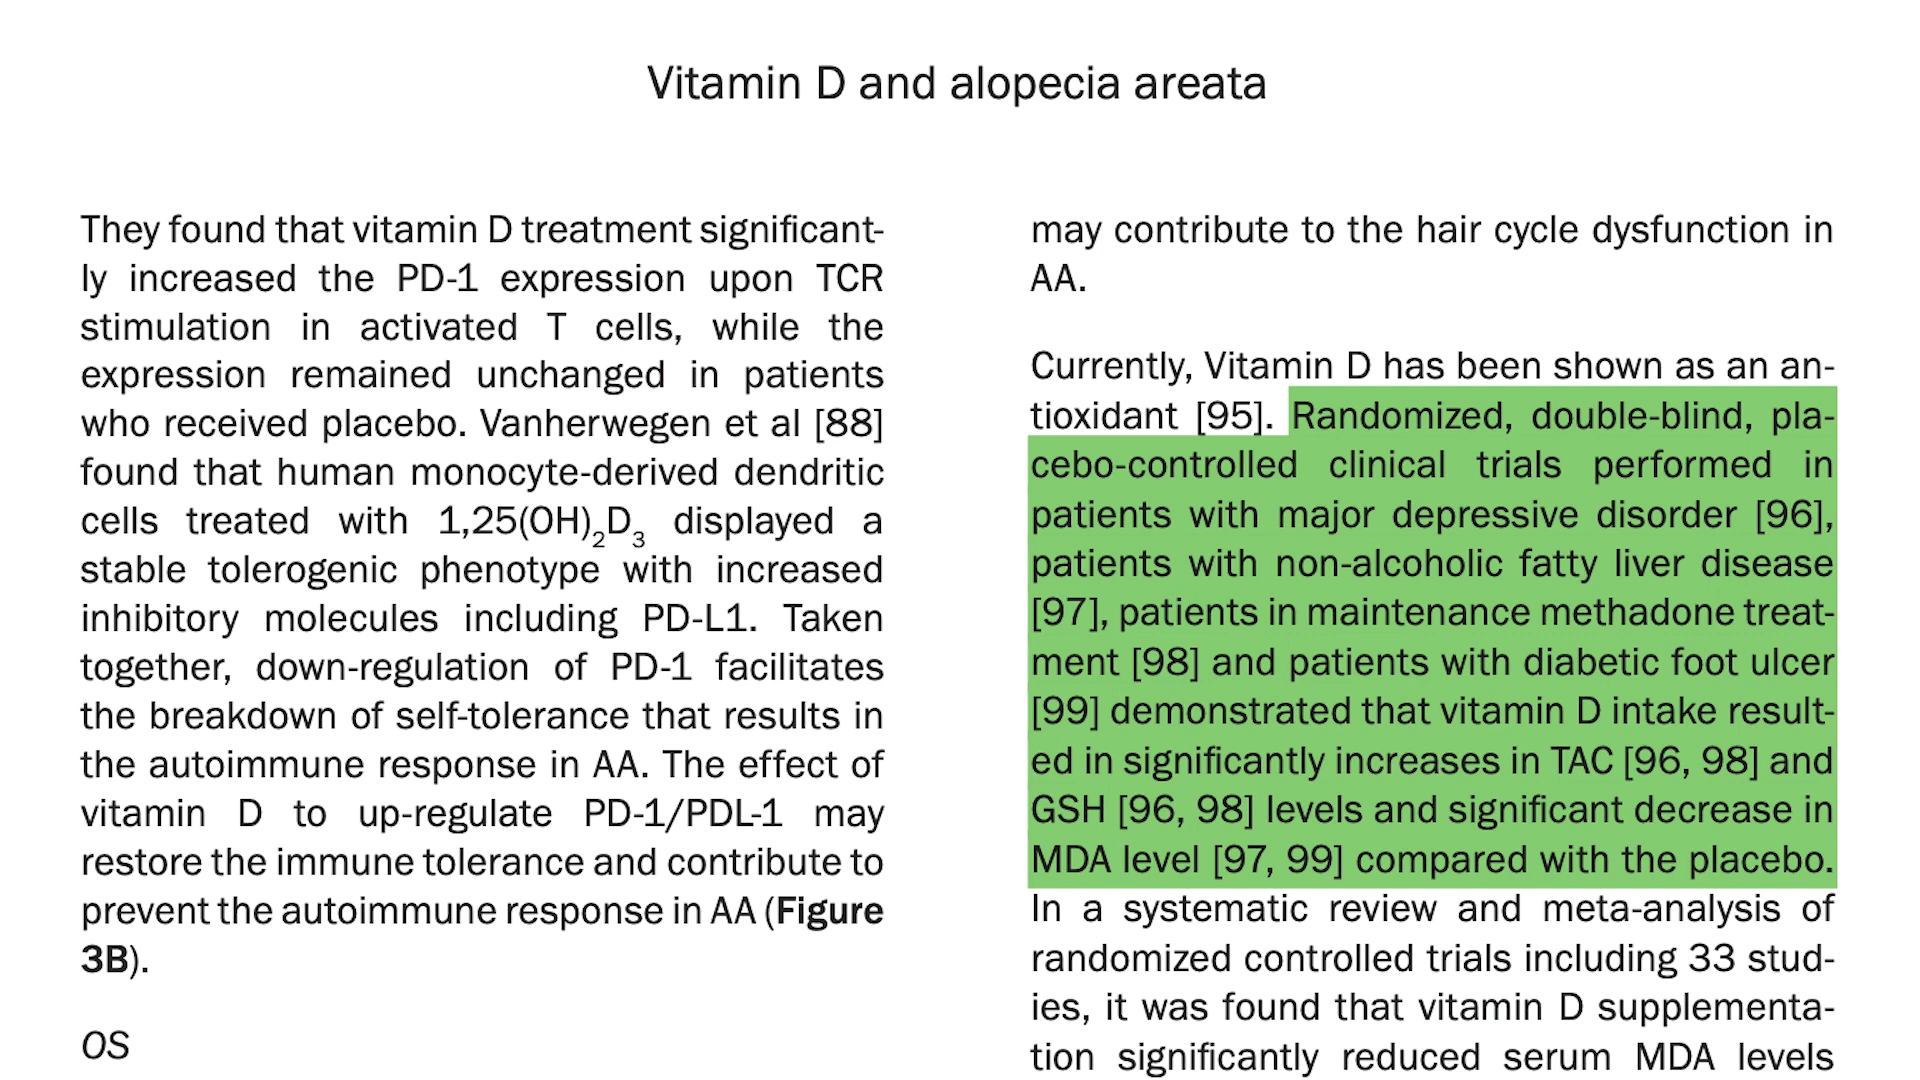 Vitamin D and alopecia areata
They found that vitamin D treatment significant-
ly increased the PD-1 expression upon TCR
stimulation in activated T cells, while the
expression remained unchanged in patients
who received placebo. Vanherwegen et al [88]
found that human monocyte-derived dendritic
cells treated with 1,25(OH)₂D₃ displayed a
stable tolerogenic phenotype with increased
inhibitory molecules including PD-L1. Taken
together, down-regulation of PD-1 facilitates
the breakdown of self-tolerance that results in
the autoimmune response in AA. The effect of
vitamin D to up-regulate PD-1/PDL-1 may
restore the immune tolerance and contribute to
prevent the autoimmune response in AA (Figure
3B).
OS
may contribute to the hair cycle dysfunction in
AA.
Currently, Vitamin D has been shown as an an-
tioxidant [95]. Randomized, double-blind, pla-
cebo-controlled clinical trials performed in
patients with major depressive disorder [96],
patients with non-alcoholic fatty liver disease
[97], patients in maintenance methadone treat-
ment [98] and patients with diabetic foot ulcer
[99] demonstrated that vitamin D intake result-
ed in significantly increases in TAC [96, 98] and
GSH [96, 98] levels and significant decrease in
MDA level [97, 99] compared with the placebo.
In a systematic review and meta-analysis of
randomized controlled trials including 33 stud-
ies, it was found that vitamin D supplementa-
tion significantly reduced serum MDA levels